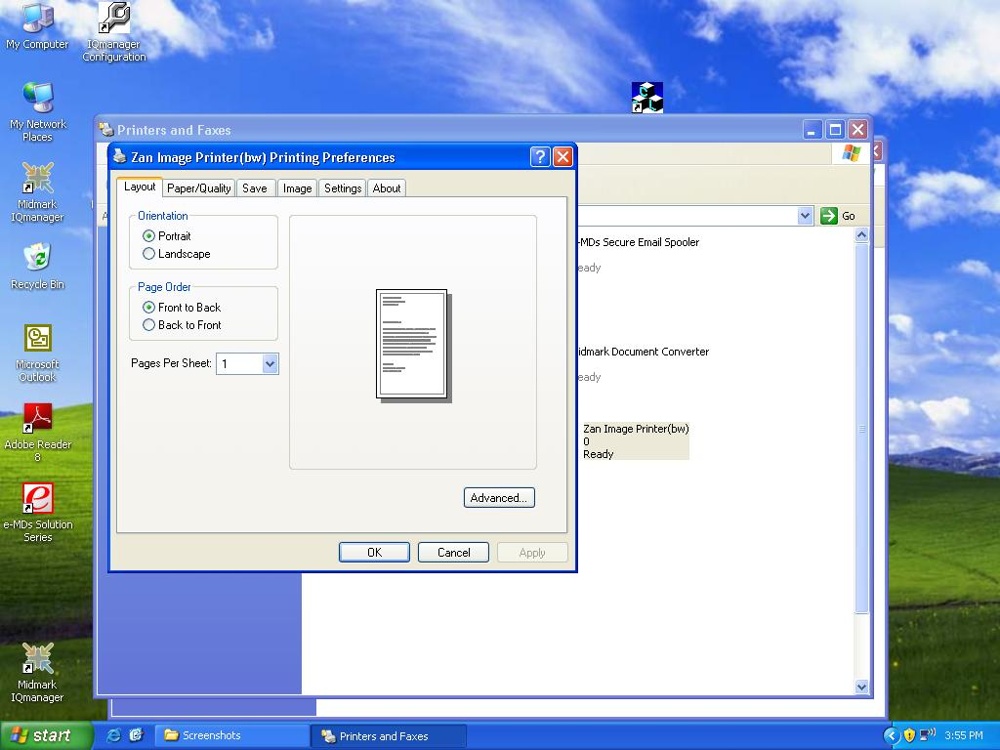 My Computer
IQmanager
Configuration
My Network
Places
Midmark
IQmanager
Recycle Bin
Microsoft
Outlook
Adobe Reader
8
e-MDs Solution
Series
Midmark
IQmanager
Printers and Faxes
Zan Image Printer(bw) Printing Preferences
Layout
Paper/Quality
Save
Image
Settings
About
Orientation
Portrait
Landscape
Page Order
Front to Back
Back to Front
Pages Per Sheet:
1
Advanced...
OK
Cancel
Apply
Go
-MDs Secure Email Spooler
eady
idmark Document Converter
eady
Zan Image Printer(bw)
0
Ready
start
Screenshots
Printers and Faxes
3:55 PM